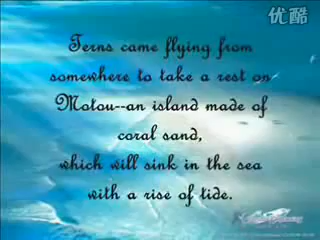 优酷
Terns came flying from
somewhere to take a rest on
Motou--an island made of
coral sand,
which will sink in the sea
with a rise of tide.